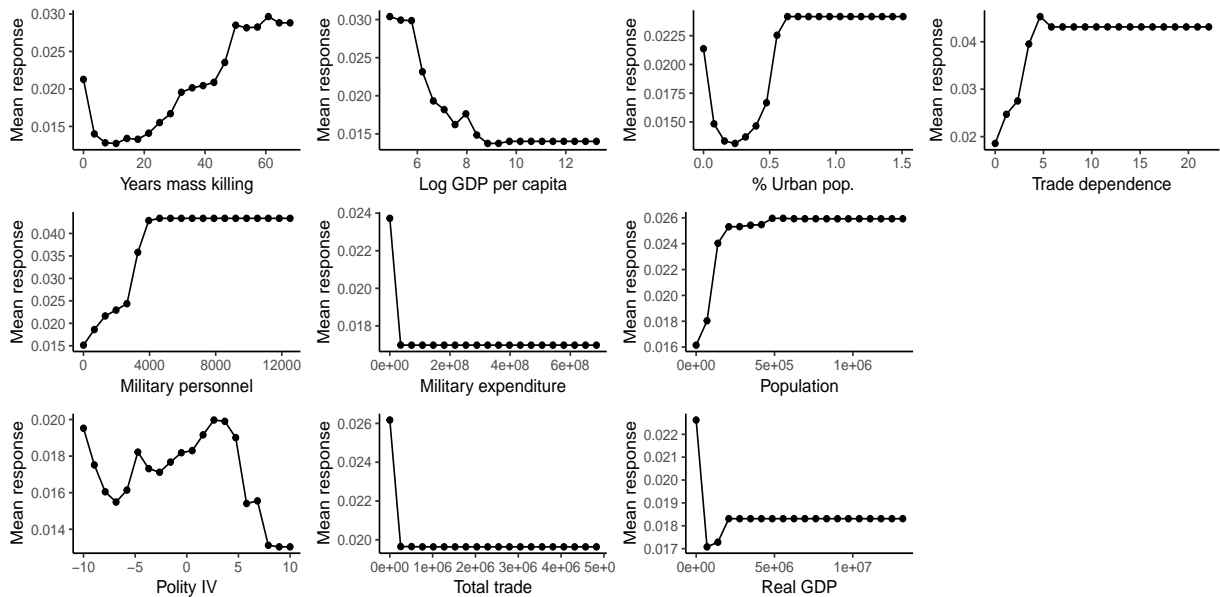 Mean response
0.030
0.025
0.020
0.015
0 20 40 60
Years mass killing
Mean response
0.030
0.025
0.020
0.015
6 8 10 12
Log GDP per capita
Mean response
0.0225
0.0200
0.0175
0.0150
0.0 0.5 1.0 1.5
% Urban pop.
Mean response
0.04
0.03
0.02
0 5 10 15 20
Trade dependence
Mean response
0.040
0.035
0.030
0.025
0.020
0.015
0 4000 8000 12000
Military personnel
Mean response
0.024
0.022
0.020
0.018
0e+00 2e+08 4e+08 6e+08
Military expenditure
Mean response
0.026
0.024
0.022
0.020
0.018
0.016
0e+00 5e+05 1e+06
Population
Mean response
0.020
0.018
0.016
0.014
−10 −5 0 5 10
Polity IV
Mean response
0.026
0.024
0.022
0.020
0e+00 1e+06 2e+06 3e+06 4e+06 5e+0
Total trade
Mean response
0.022
0.021
0.020
0.019
0.018
0.017
0e+00 5e+06 1e+07
Real GDP